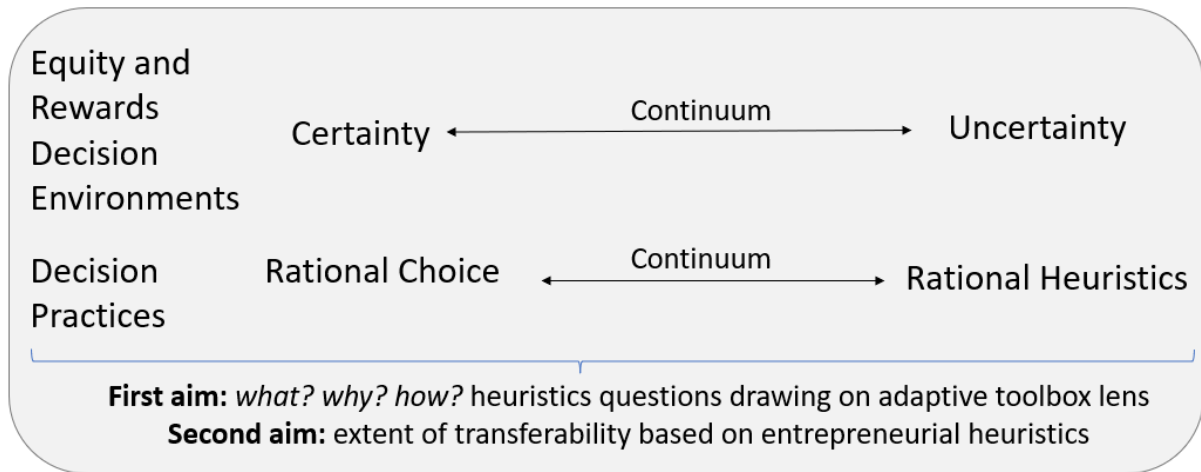 Equity and
Rewards
Decision
Environments
Certainty
Continuum
Uncertainty
Decision
Practices
Rational Choice
Continuum
Rational Heuristics
First aim: what? why? how? heuristics questions drawing on adaptive toolbox lens
Second aim: extent of transferability based on entrepreneurial heuristics